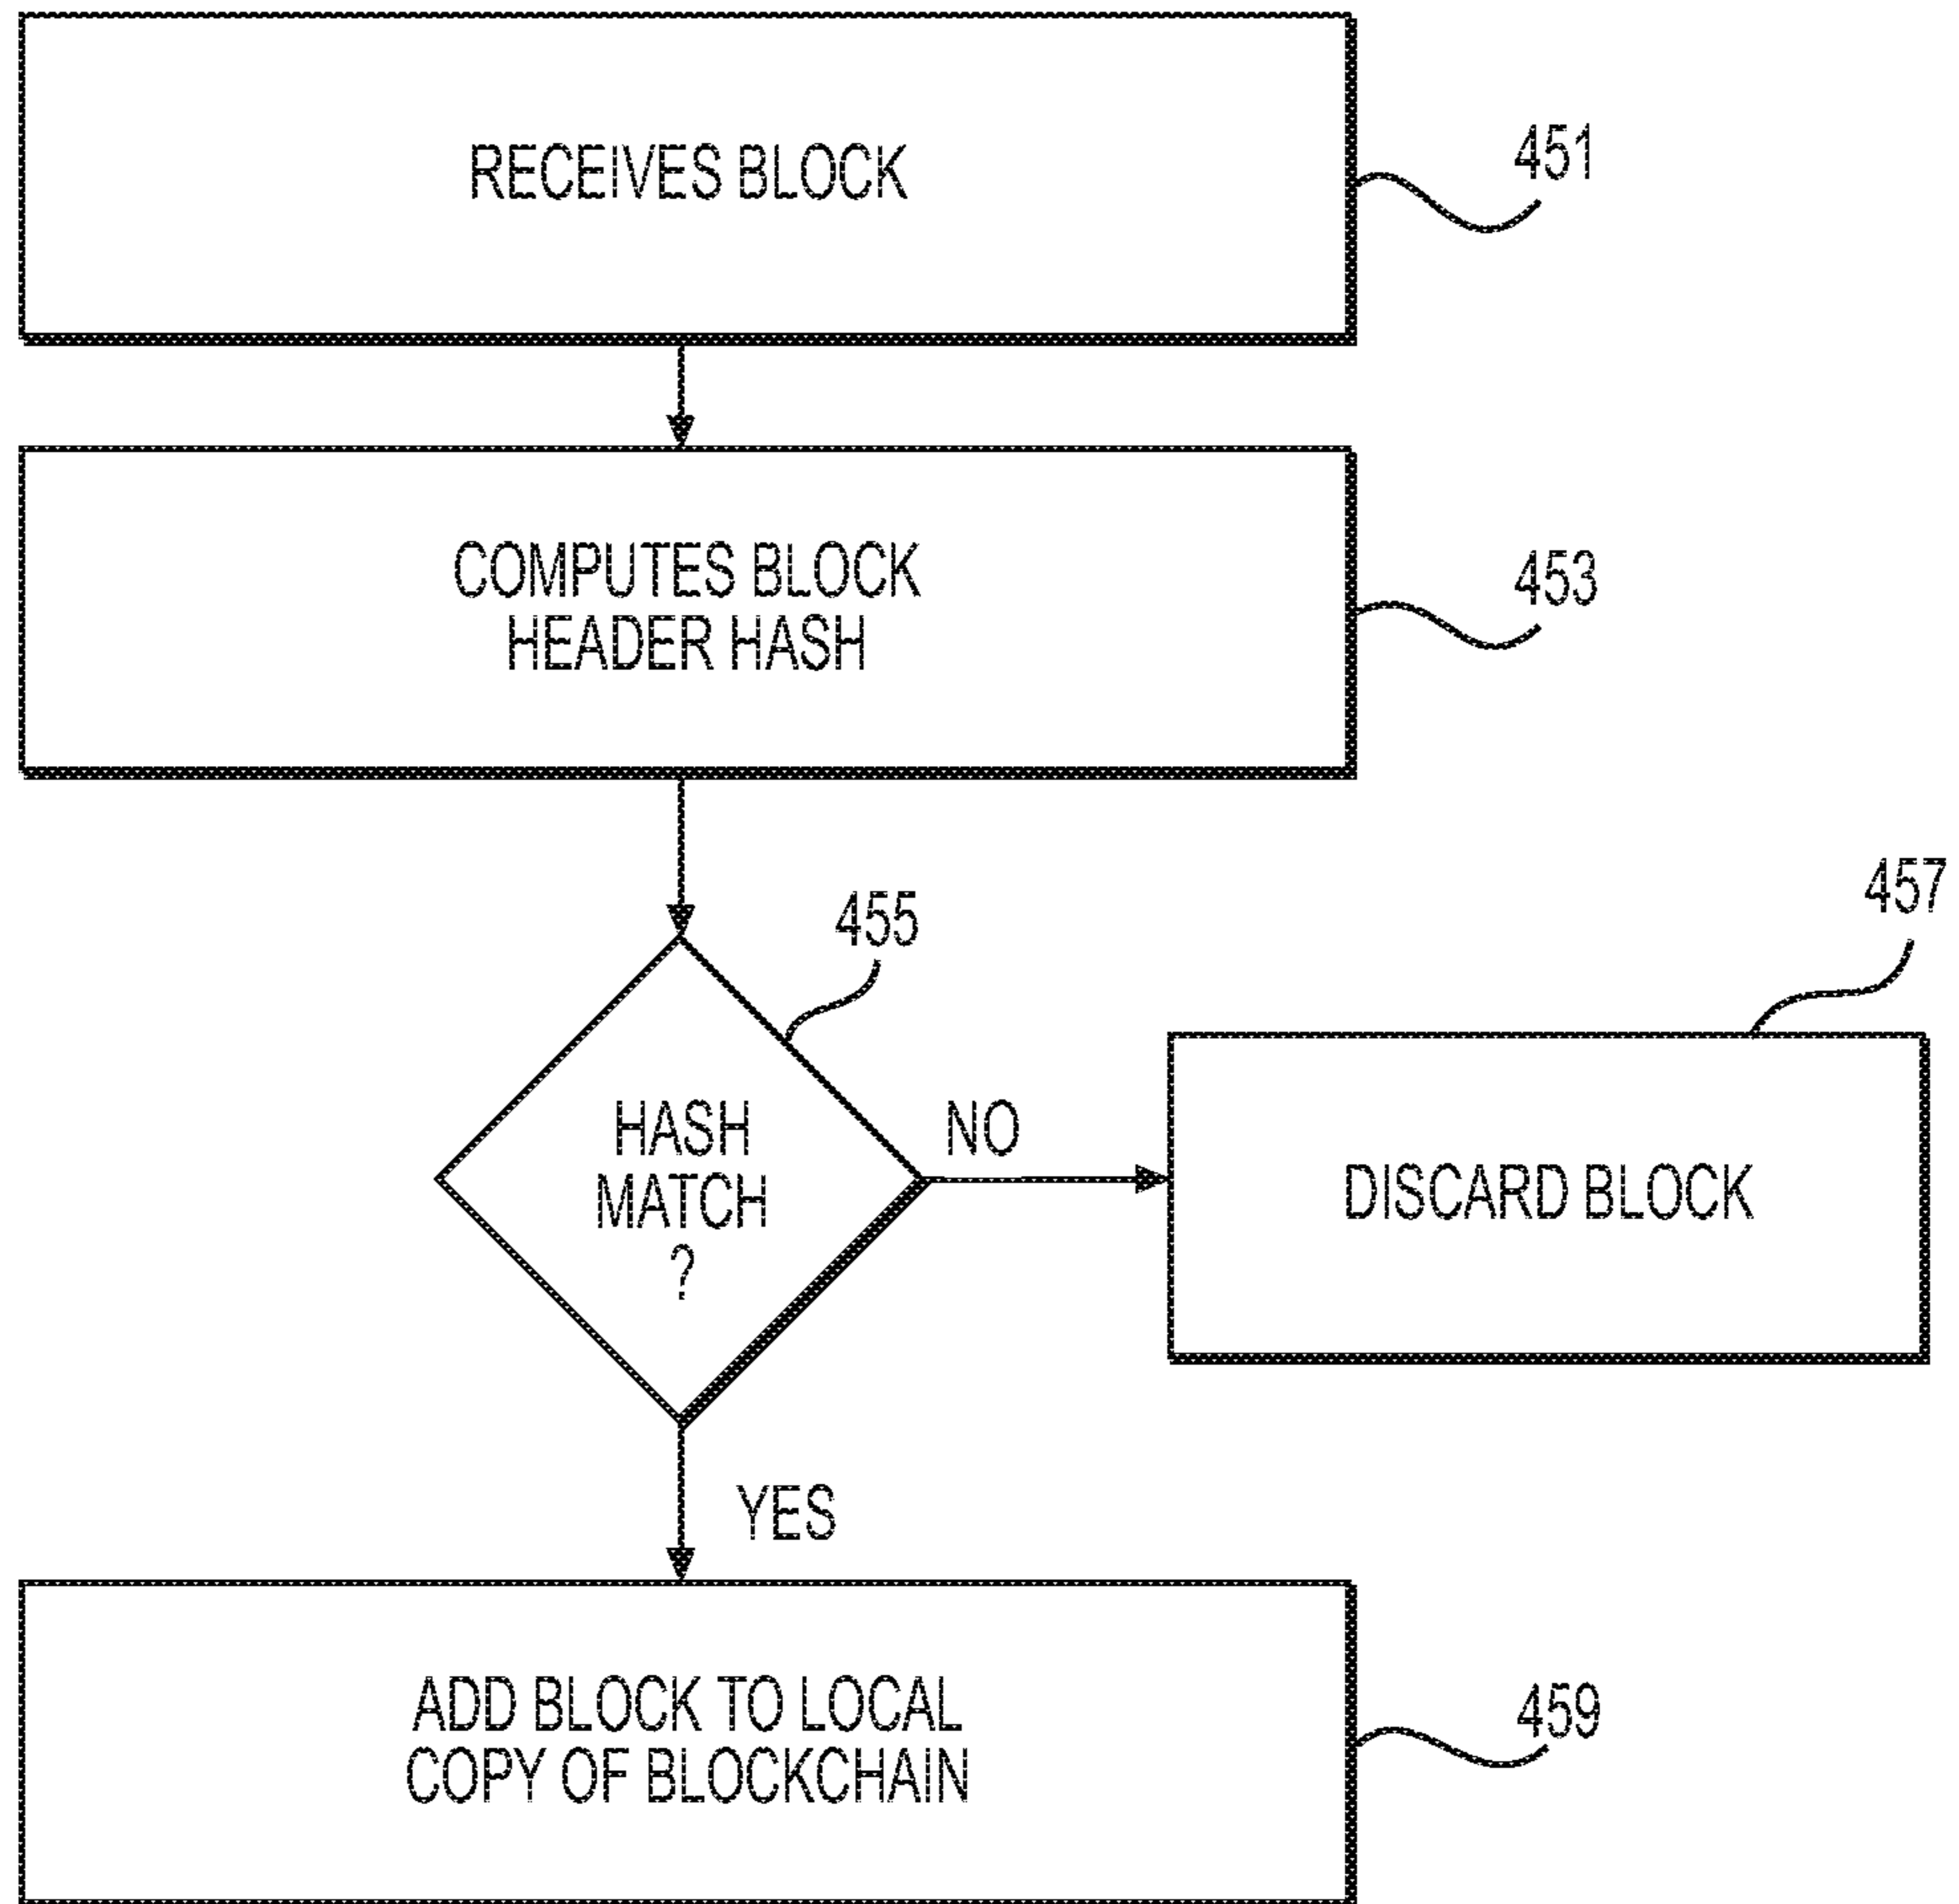 RECEIVES BLOCK
451
COMPUTES BLOCK
HEADER HASH
453
455
457
HASH
MATCH
?
NO
DISCARD BLOCK
YES
ADD BLOCK TO LOCAL
COPY OF BLOCKCHAIN
459